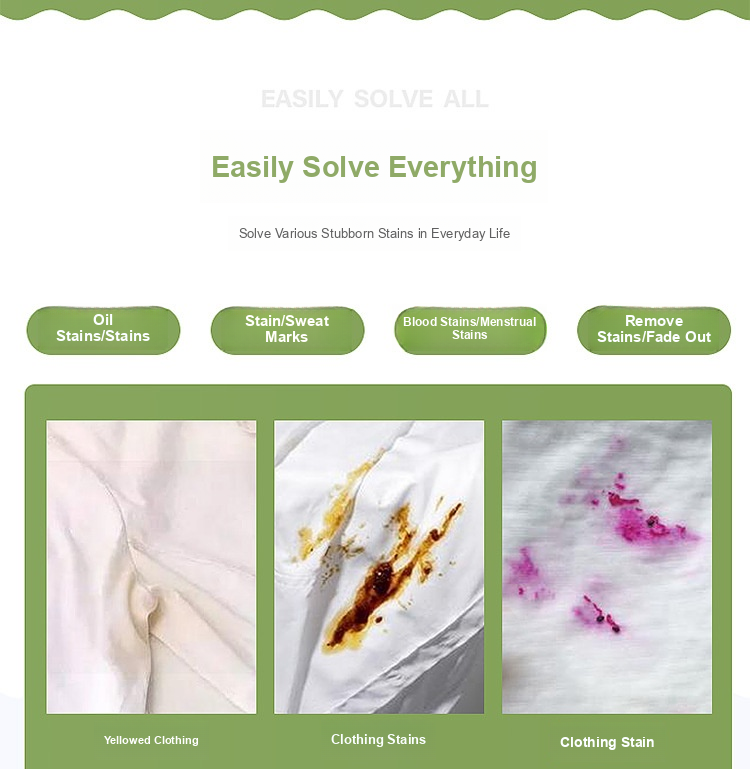 EASILY SOLVE ALL
Easily Solve Everything
Solve Various Stubborn Stains in Everyday Life
Oil
Stains/Stains
Stain/Sweat
Marks
Blood Stains/Menstrual
Stains
Remove
Stains/Fade Out
Yellowed Clothing
Clothing Stains
Clothing Stain